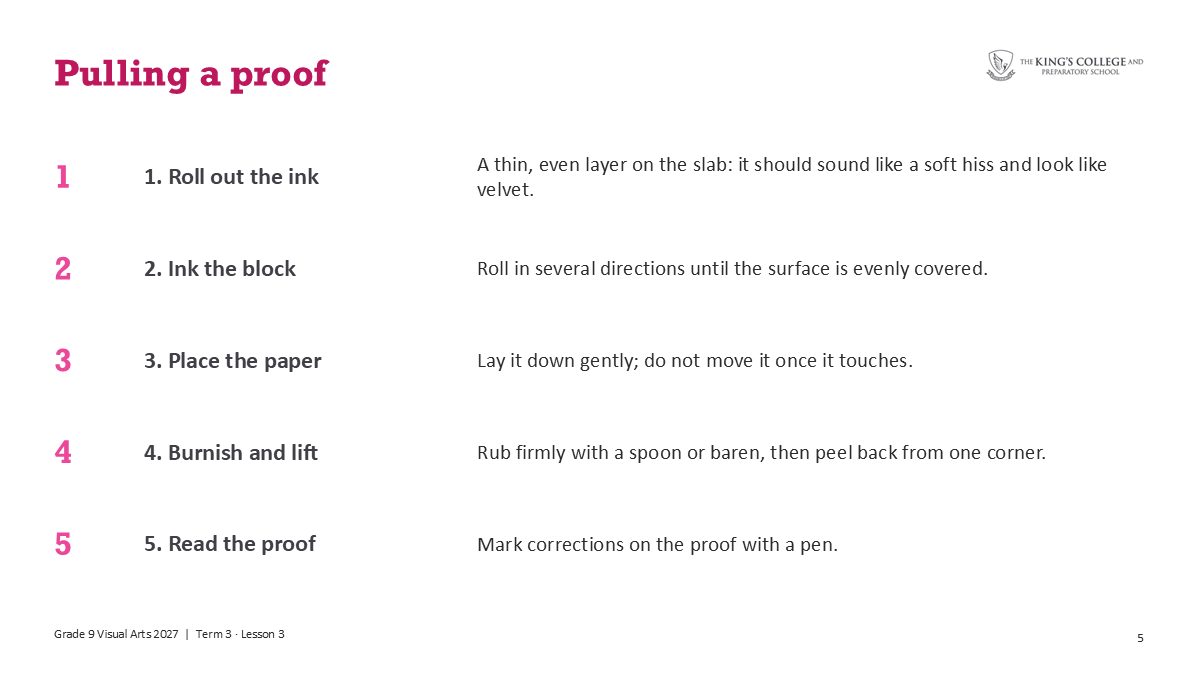 Pulling a proof
THE KING'S COLLEGE AND
PREPARATORY SCHOOL
1
1. Roll out the ink
A thin, even layer on the slab: it should sound like a soft hiss and look like
velvet.
2
2. Ink the block
Roll in several directions until the surface is evenly covered.
3
3. Place the paper
Lay it down gently; do not move it once it touches.
4
4. Burnish and lift
Rub firmly with a spoon or baren, then peel back from one corner.
5
5. Read the proof
Mark corrections on the proof with a pen.
Grade 9 Visual Arts 2027 | Term 3 · Lesson 3
5